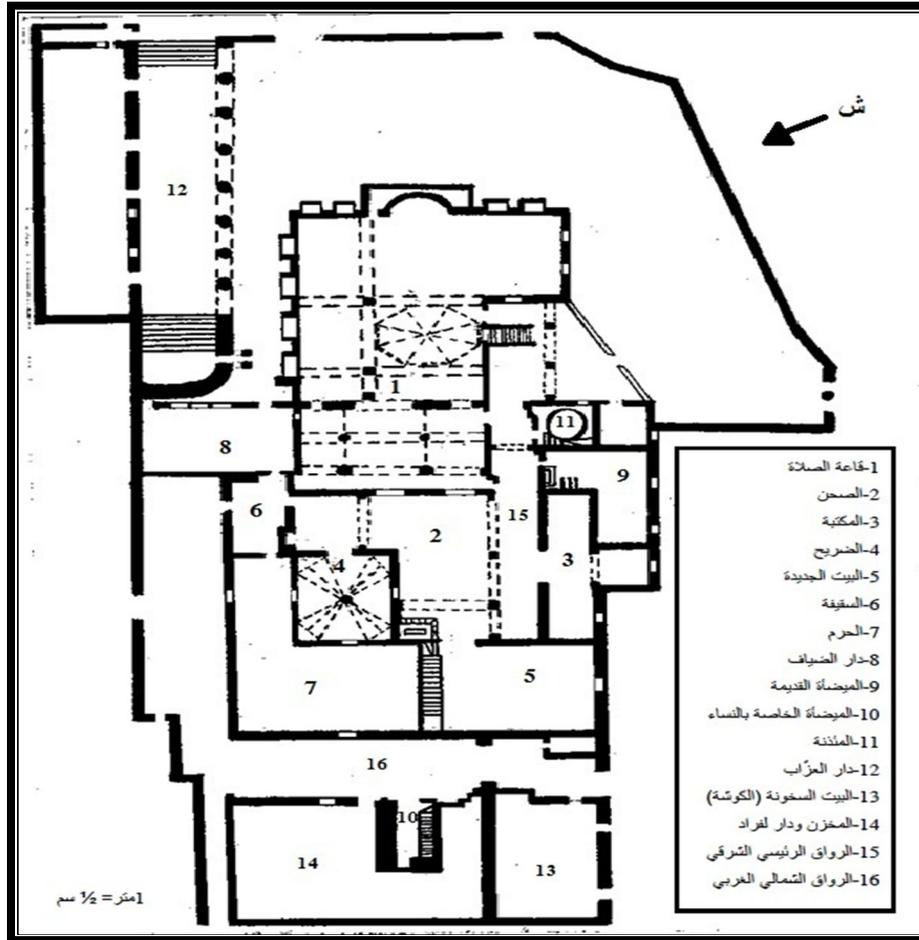 ش
12
1
11
8
9
6
15
2
3
4
5
7
16
10
14
13
1-قاعة الصلاة
2-الصحن
3-المكتبة
4-الضريح
5-البيت الجديدة
6-السقيفة
7-الحرم
8-دار الضياف
9-الميضأة القديمة
10-الميضأة الخاصة بالنساء
11-المئذنة
12-دار العزّاب
13-البيت السخونة (الكوشة)
14-المخزن ودار لفراد
15-الرواق الرئيسي الشرقي
16-الرواق الشمالي الغربي
1متر= ½ سم